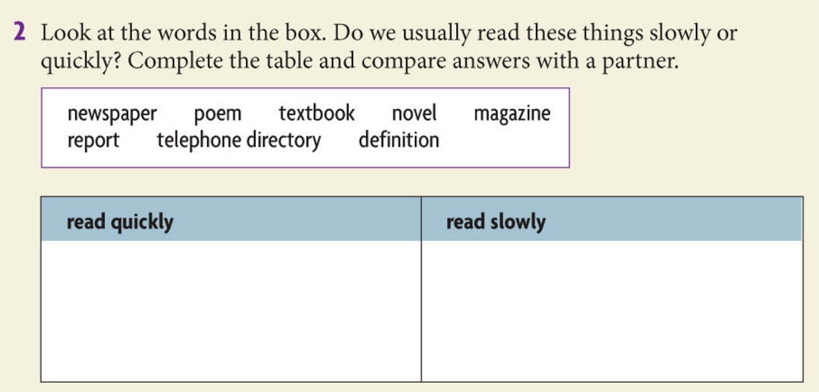 2 Look at the words in the box. Do we usually read these things slowly or
quickly? Complete the table and compare answers with a partner.
newspaper poem textbook novel magazine
report telephone directory definition
read quickly read slowly